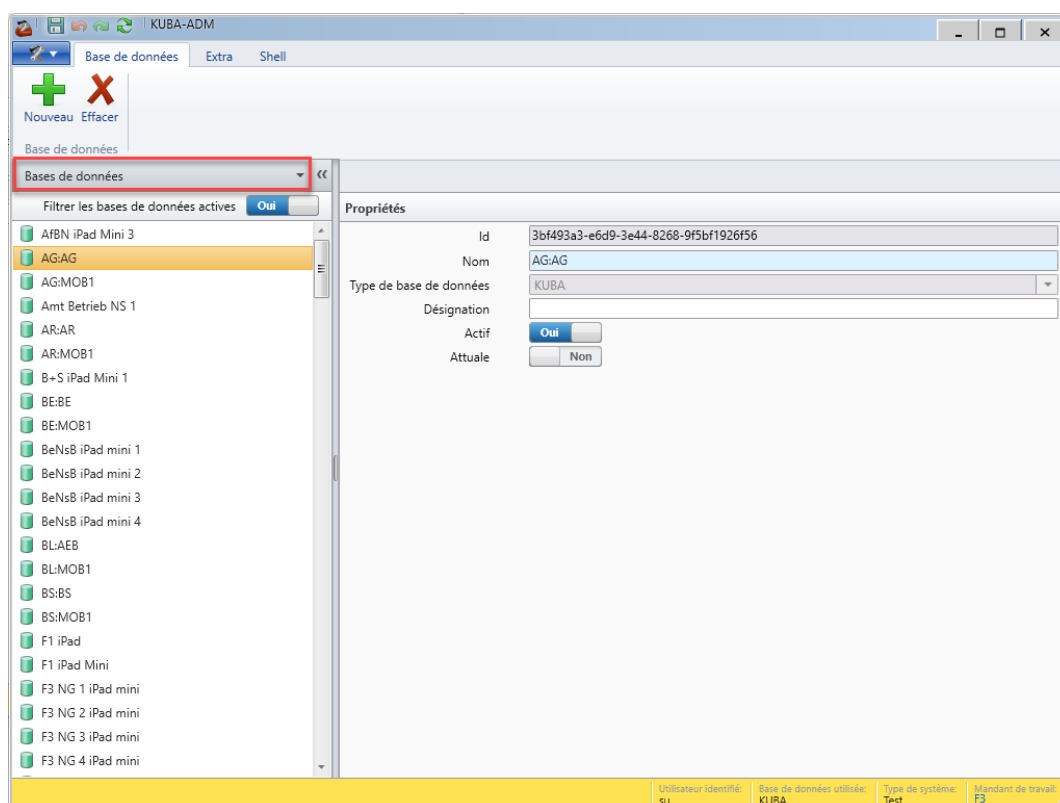 KUBA-ADM
Base de données Extra Shell
Nouveau Effacer
Base de données
Bases de données
Filtrer les bases de données actives Oui
AfBN iPad Mini 3
AG:AG
AG:MOB1
Amt Betrieb NS 1
AR:AR
AR:MOB1
B+S iPad Mini 1
BE:BE
BE:MOB1
BeNsB iPad mini 1
BeNsB iPad mini 2
BeNsB iPad mini 3
BeNsB iPad mini 4
BL:AEB
BL:MOB1
BS:BS
BS:MOB1
F1 iPad
F1 iPad Mini
F3 NG 1 iPad mini
F3 NG 2 iPad mini
F3 NG 3 iPad mini
F3 NG 4 iPad mini
Propriétés
Id 3bf493a3-e6d9-3e44-8268-9f5bf1926f56
Nom AG:AG
Type de base de données KUBA
Désignation
Actif Oui
Attuale Non
Utilisateur identifié: Base de données utilisée: Type de système: Mandant de travail:
su KUBA Test F3